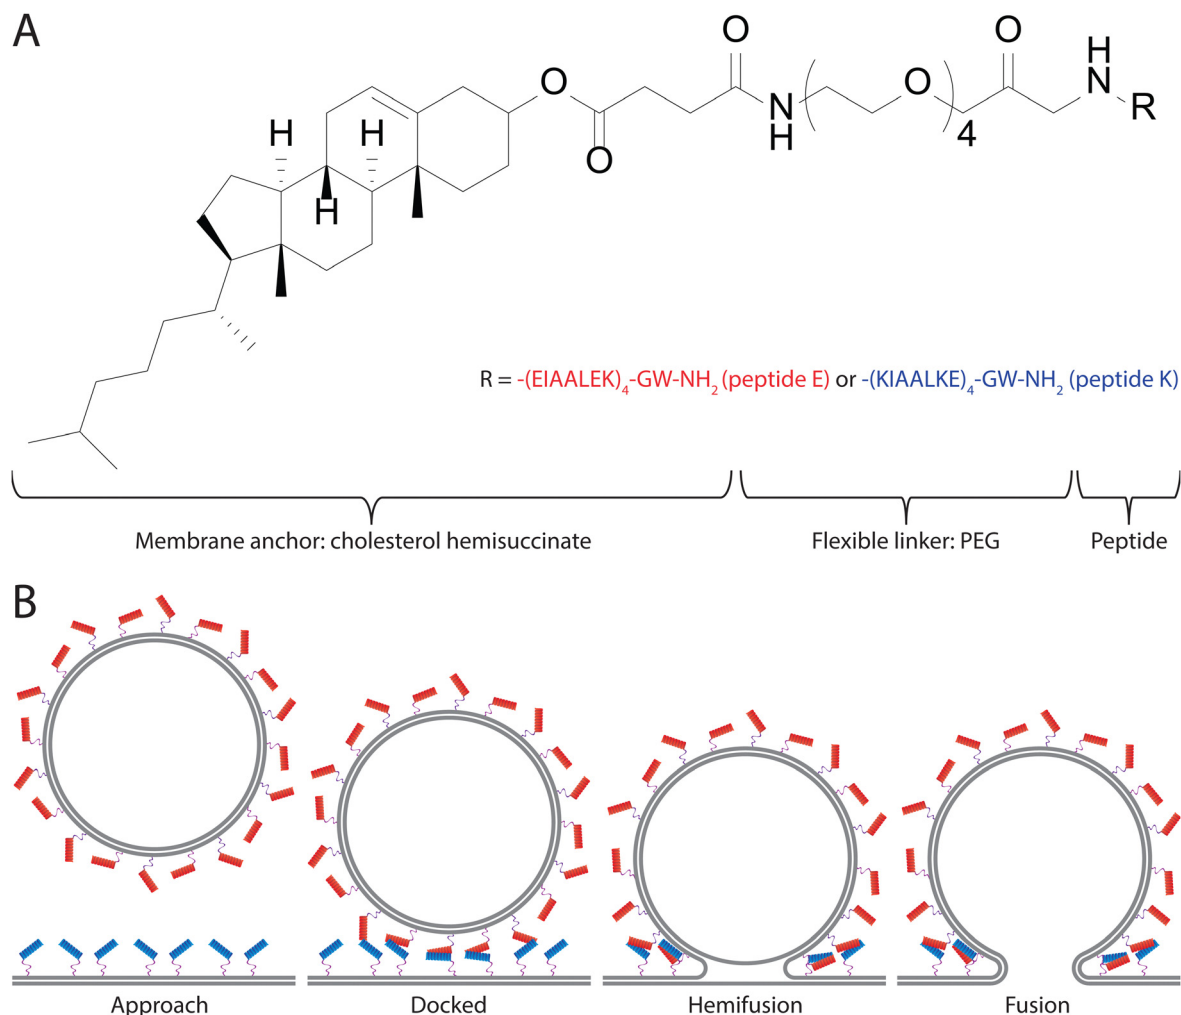 A
O
H
N
O
O
O
N
H
O
4
R
H
H
H
O
R = -(EIAALEK)4-GW-NH2 (peptide E) or -(KIAALKE)4-GW-NH2 (peptide K)
Membrane anchor: cholesterol hemisuccinate
Flexible linker: PEG
Peptide
B
Approach
Docked
Hemifusion
Fusion